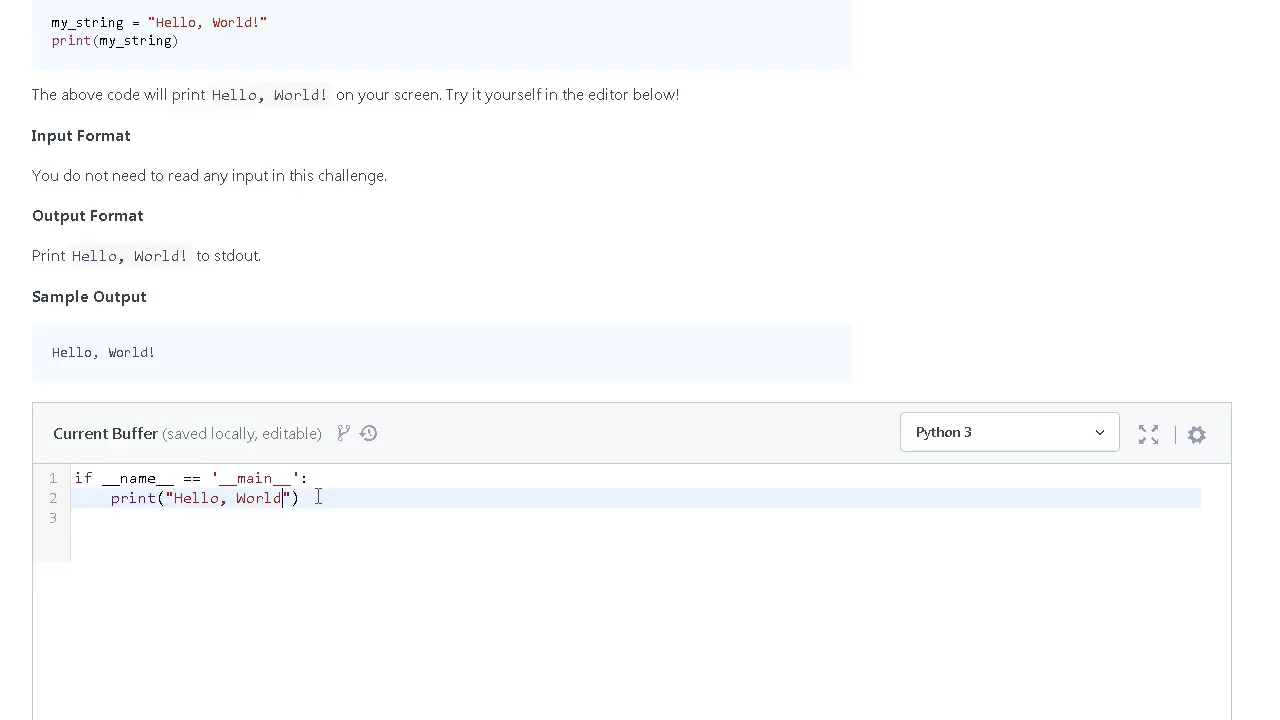 my_string = "Hello, World!"
print(my_string)
The above code will print Hello, World! on your screen. Try it yourself in the editor below!
Input Format
You do not need to read any input in this challenge.
Output Format
Print Hello, World! to stdout.
Sample Output
Hello, World!
Current Buffer (saved locally, editable)
Python 3
1 if __name__ == '__main__':
2 print("Hello, World")
3